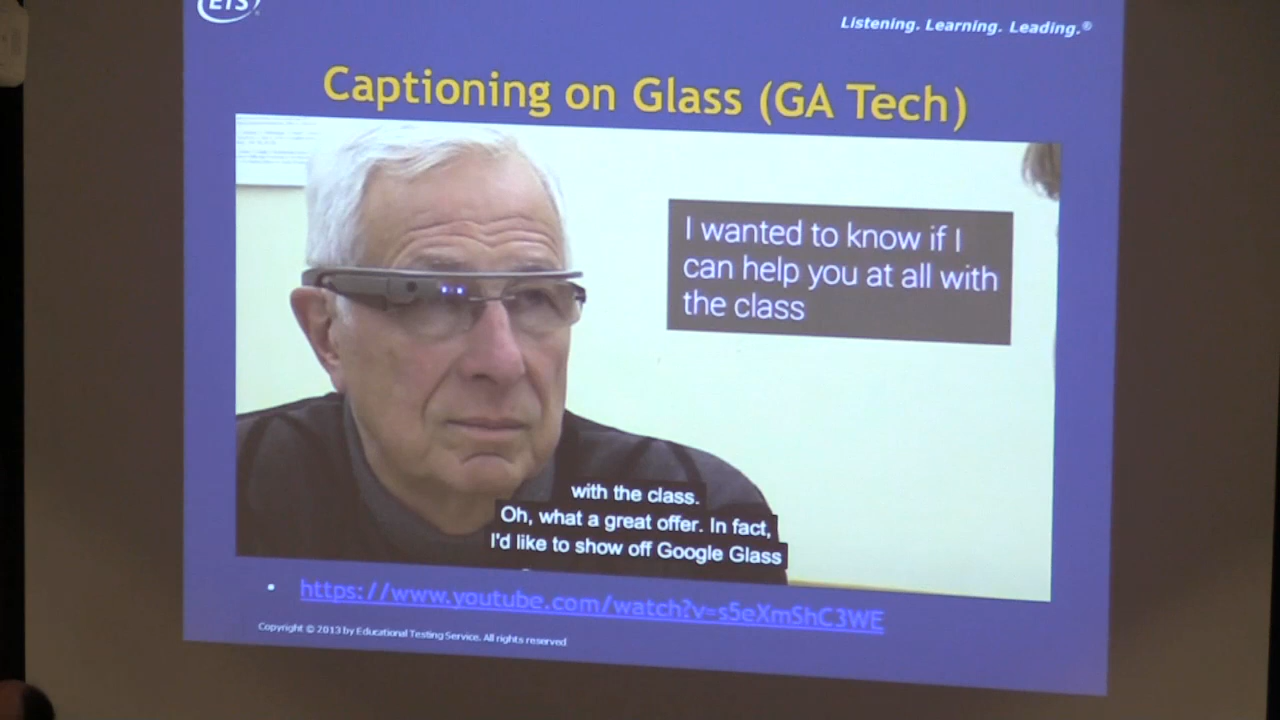 ETS
Listening. Learning. Leading.®
Captioning on Glass (GA Tech)
I wanted to know if I
can help you at all with
the class
with the class.
Oh, what a great offer. In fact,
I'd like to show off Google Glass
• https://www.youtube.com/watch?v=s5eXmShC3WE
Copyright © 2013 by Educational Testing Service. All rights reserved